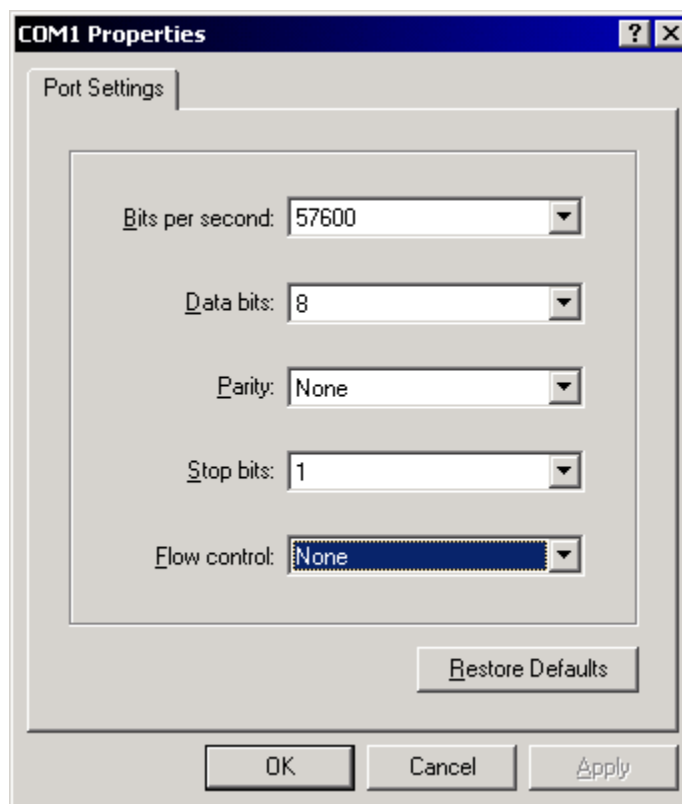 COM1 Properties
Port Settings
Bits per second: 57600
Data bits: 8
Parity: None
Stop bits: 1
Flow control: None
Restore Defaults
OK Cancel Apply